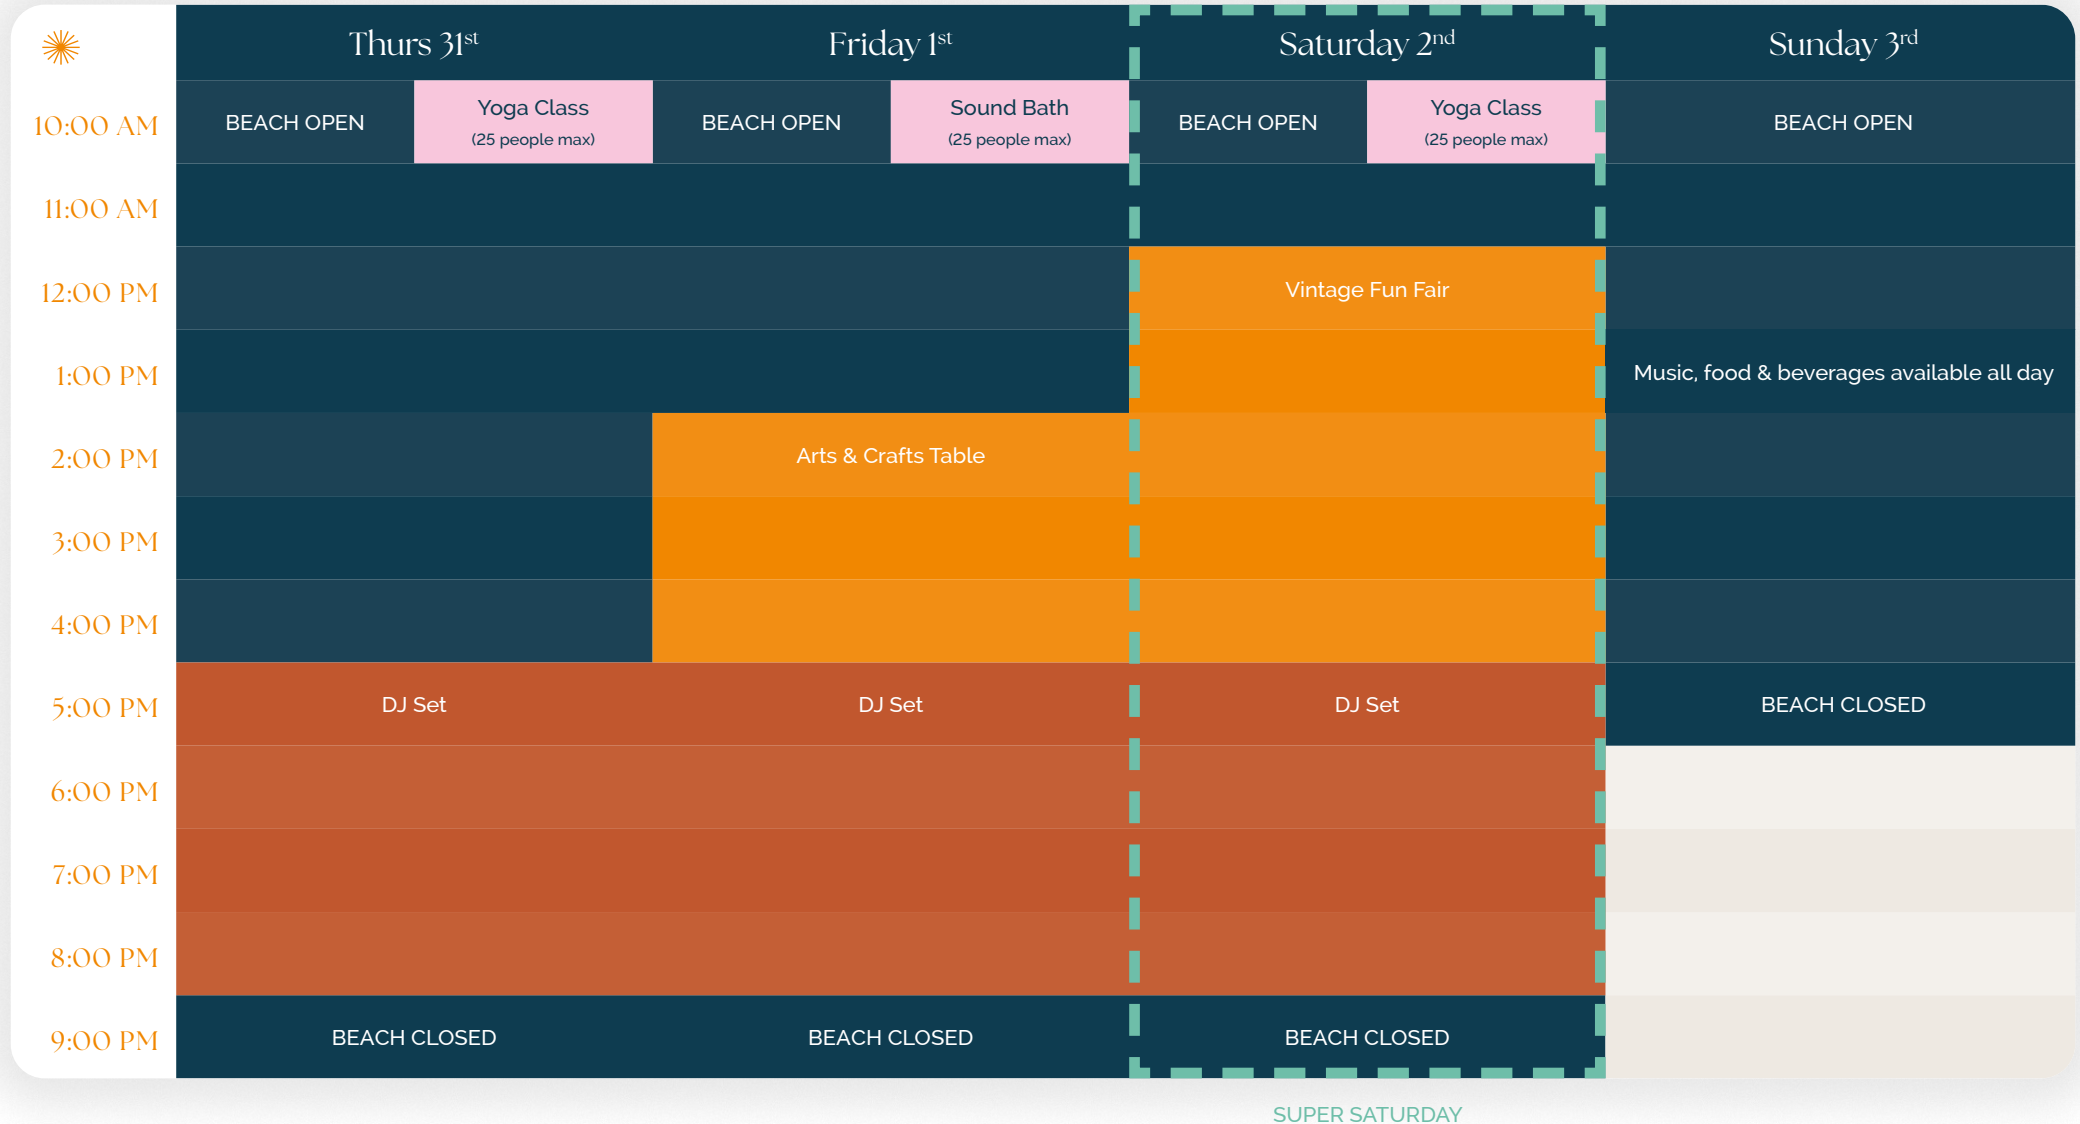 Thurs 31st
Friday 1st
Saturday 2nd
Sunday 3rd
10:00 AM
BEACH OPEN
Yoga Class
(25 people max)
BEACH OPEN
Sound Bath
(25 people max)
BEACH OPEN
Yoga Class
(25 people max)
BEACH OPEN
11:00 AM
12:00 PM
Vintage Fun Fair
1:00 PM
Music, food & beverages available all day
2:00 PM
Arts & Crafts Table
3:00 PM
4:00 PM
5:00 PM
DJ Set
DJ Set
DJ Set
BEACH CLOSED
6:00 PM
7:00 PM
8:00 PM
9:00 PM
BEACH CLOSED
BEACH CLOSED
BEACH CLOSED
SUPER SATURDAY